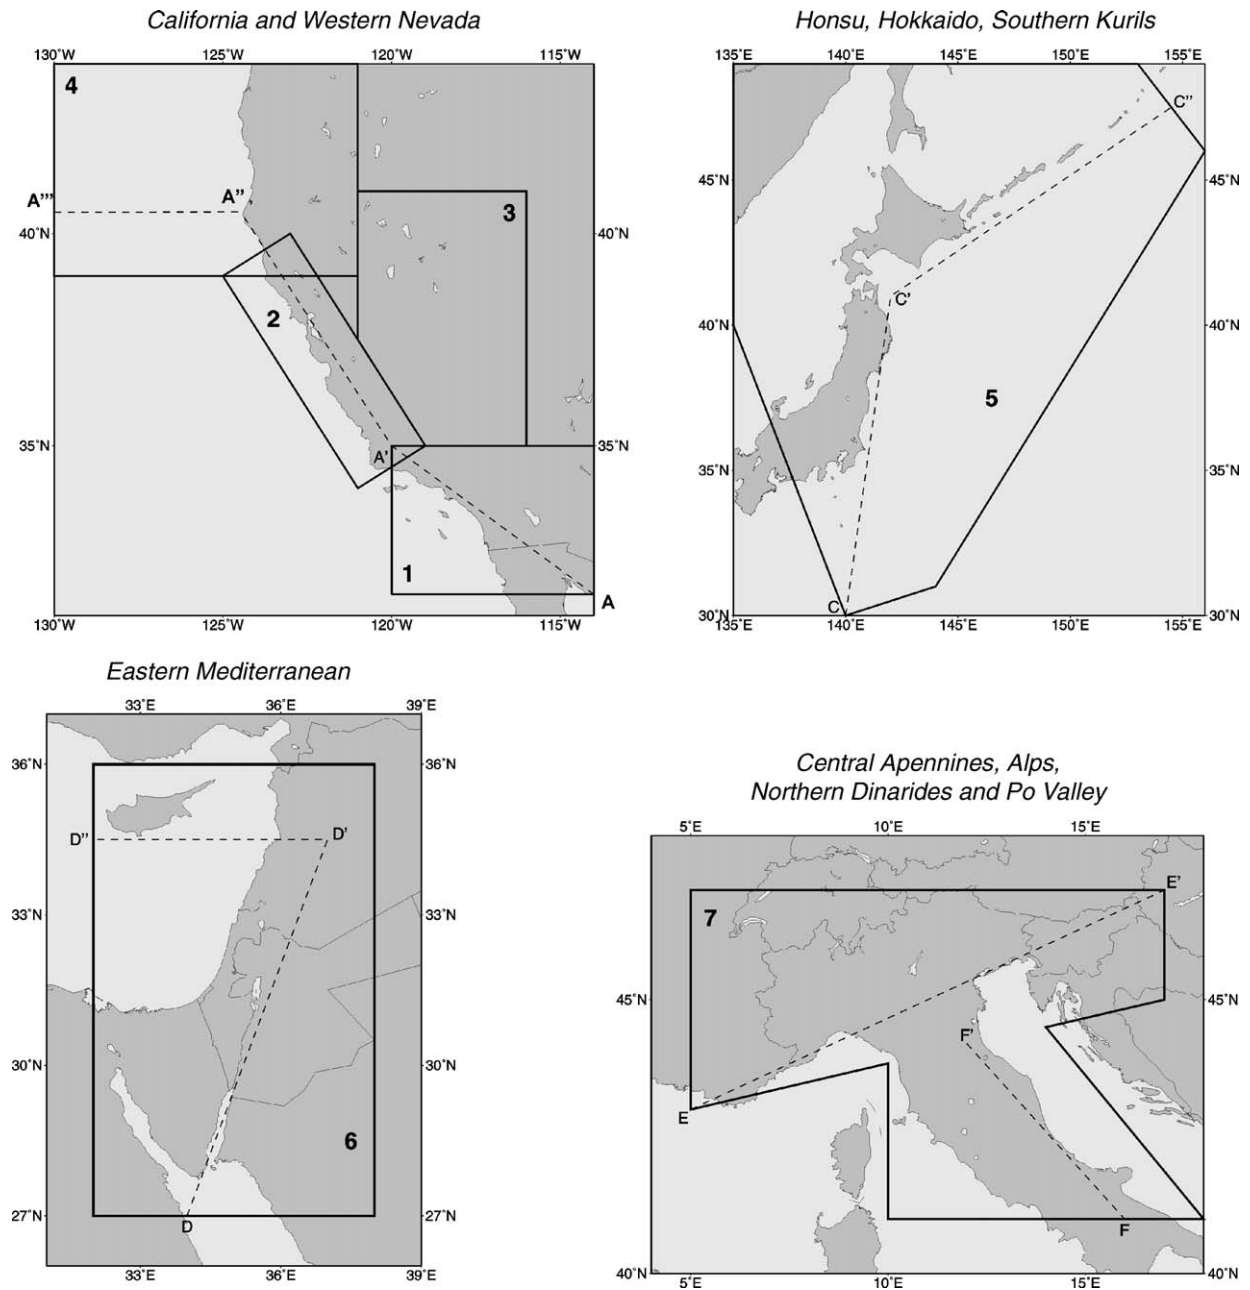 California and Western Nevada
130˚W 125˚W 120˚W 115˚W
4
A''' A''
3
40˚N 40˚N
2
35˚N 35˚N
A'
1
A
130˚W 125˚W 120˚W 115˚W
Honsu, Hokkaido, Southern Kurils
135˚E 140˚E 150˚E 155˚E
C''
45˚N 45˚N
C'
40˚N 40˚N
5
35˚N 35˚N
C
30˚N 30˚N
135˚E 140˚E 145˚E 150˚E 155˚E
Eastern Mediterranean
33˚E 36˚E 39˚E
36˚N 36˚N
D'' D'
33˚N 33˚N
30˚N 30˚N
6
27˚N 27˚N
D
33˚E 36˚E 39˚E
Central Apennines, Alps,
Northern Dinarides and Po Valley
5˚E 10˚E 15˚E
E'
7
45˚N 45˚N
F'
E
F
40˚N 40˚N
5˚E 10˚E 15˚E